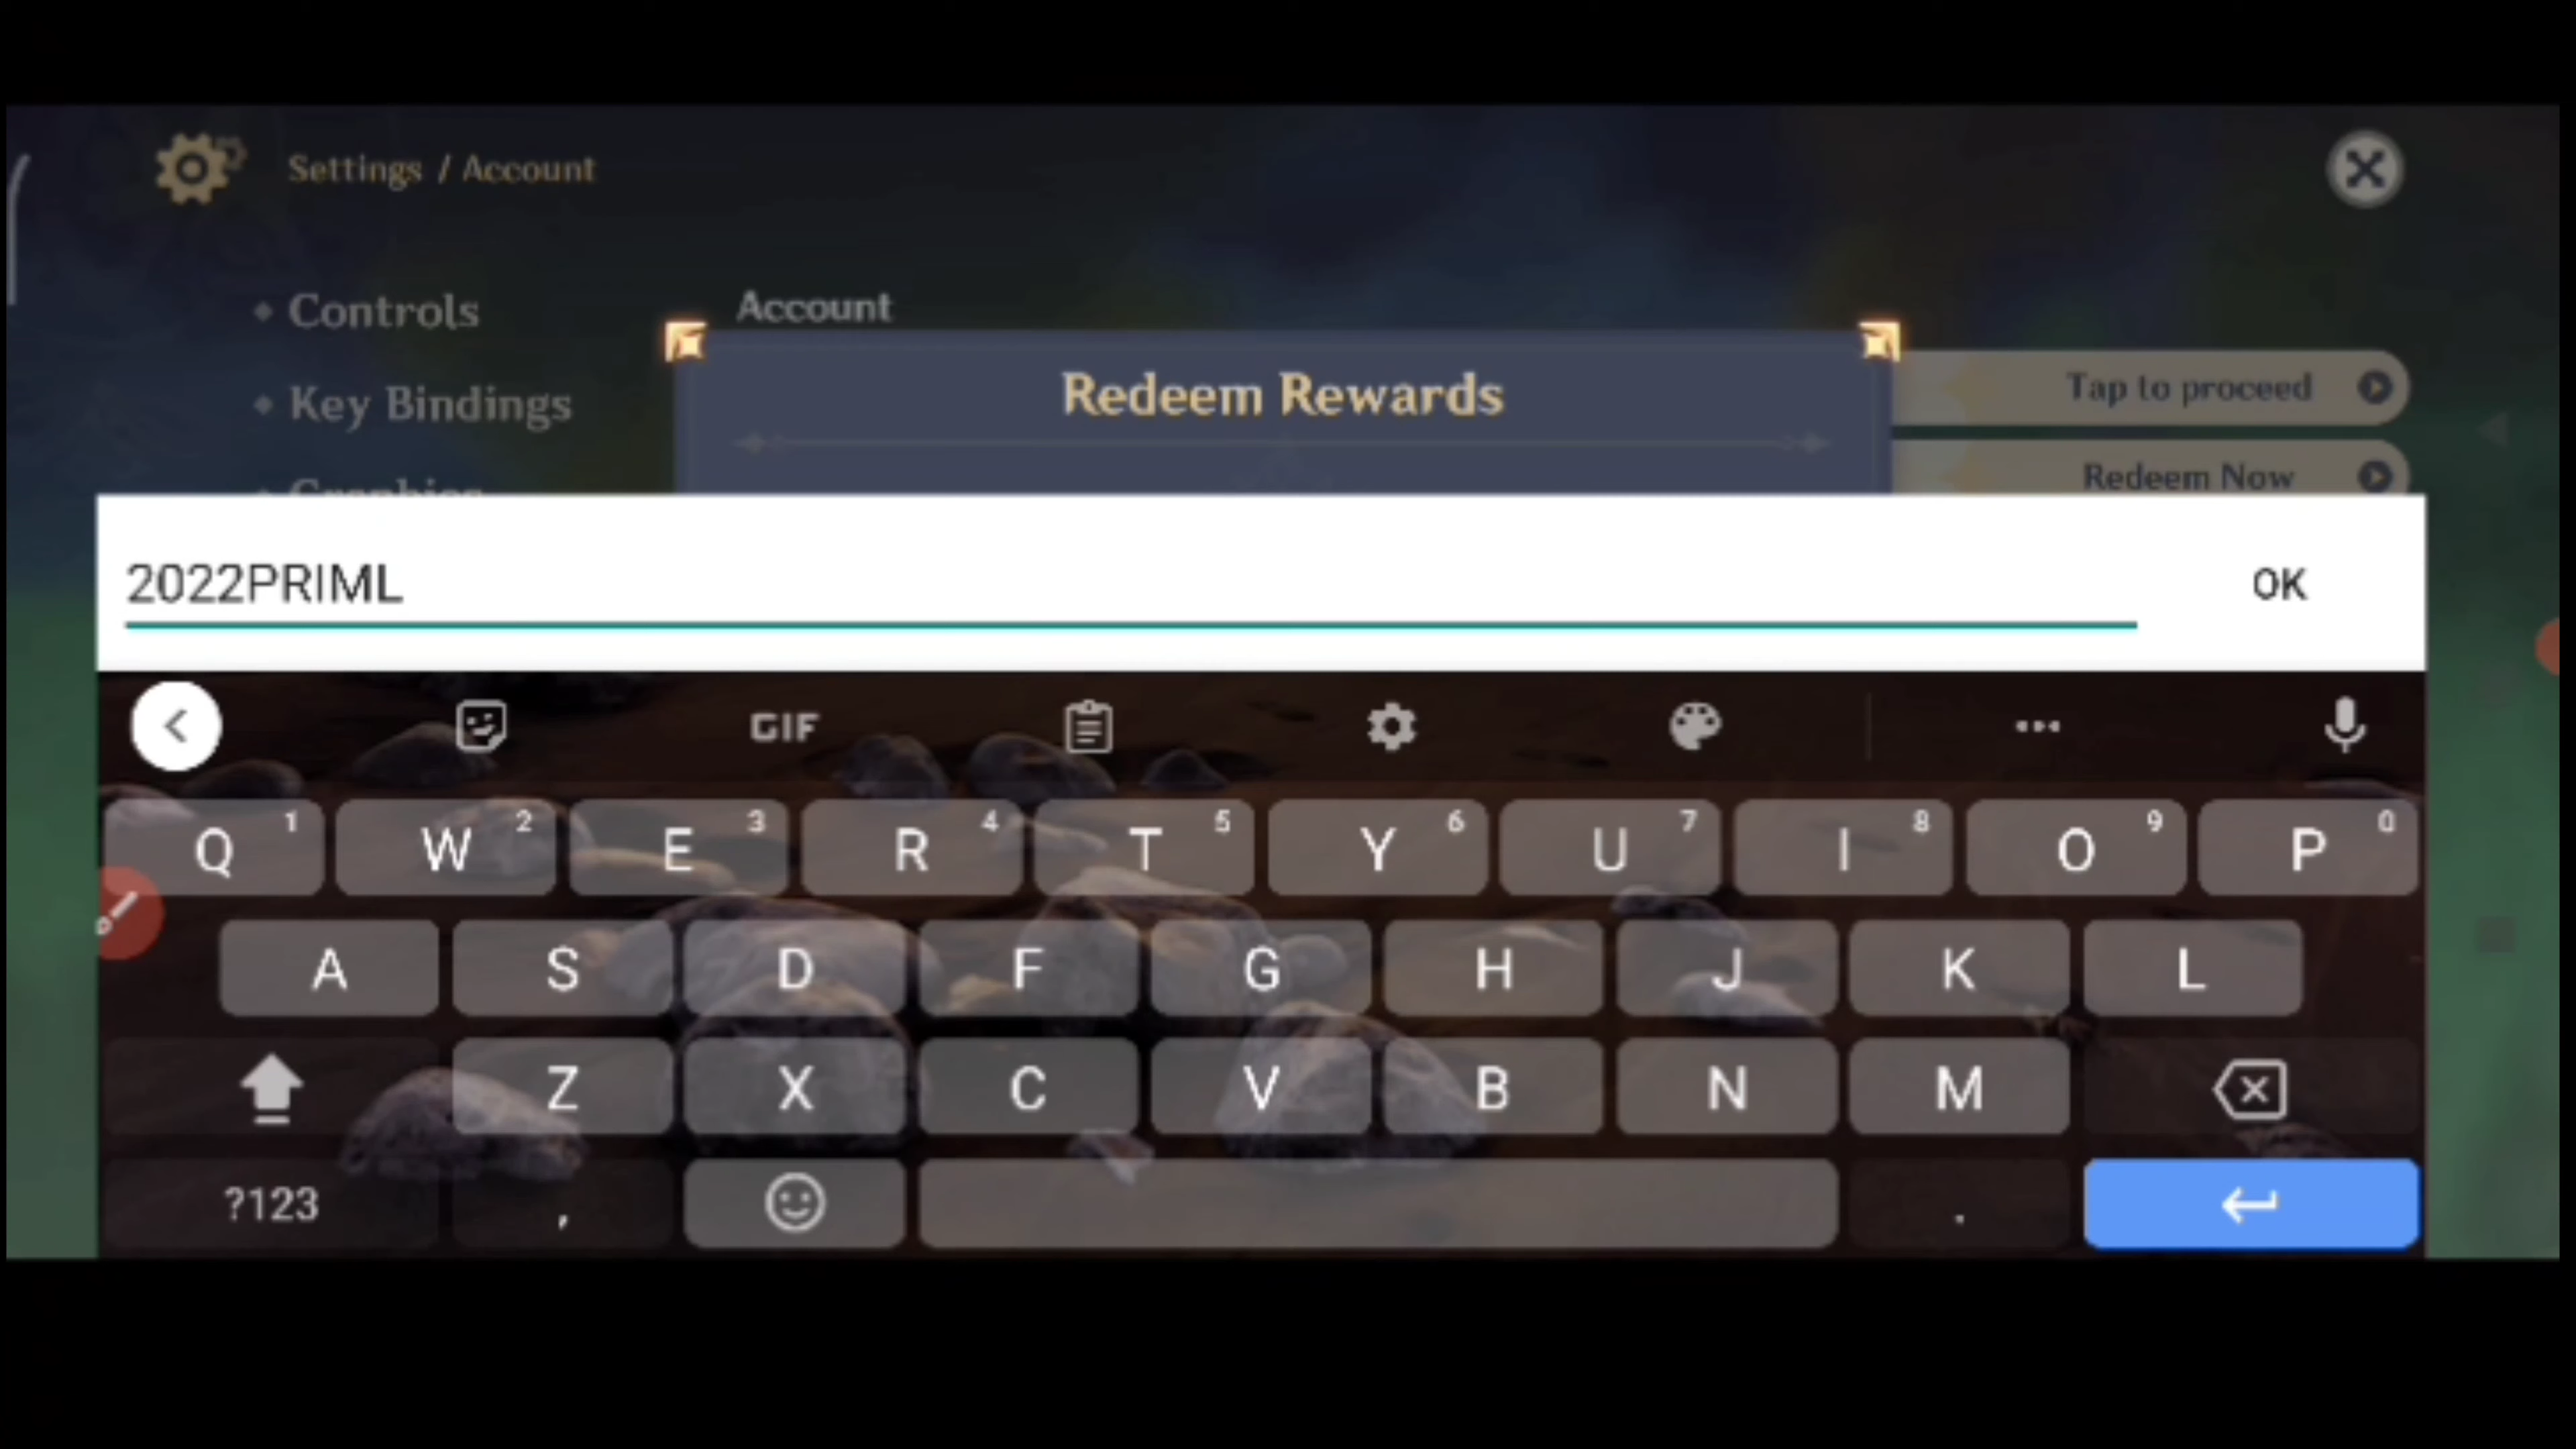 Settings / Account
Controls
Account
Key Bindings
Redeem Rewards
Tap to proceed
Graphics
Redeem Now
2022PRIML
OK
GIF
Q 1 W 2 E 3 R 4 T 5 Y 6 U 7 I 8 O 9 P 0
A S D F G H J K L
Z X C V B N M
?123 , .